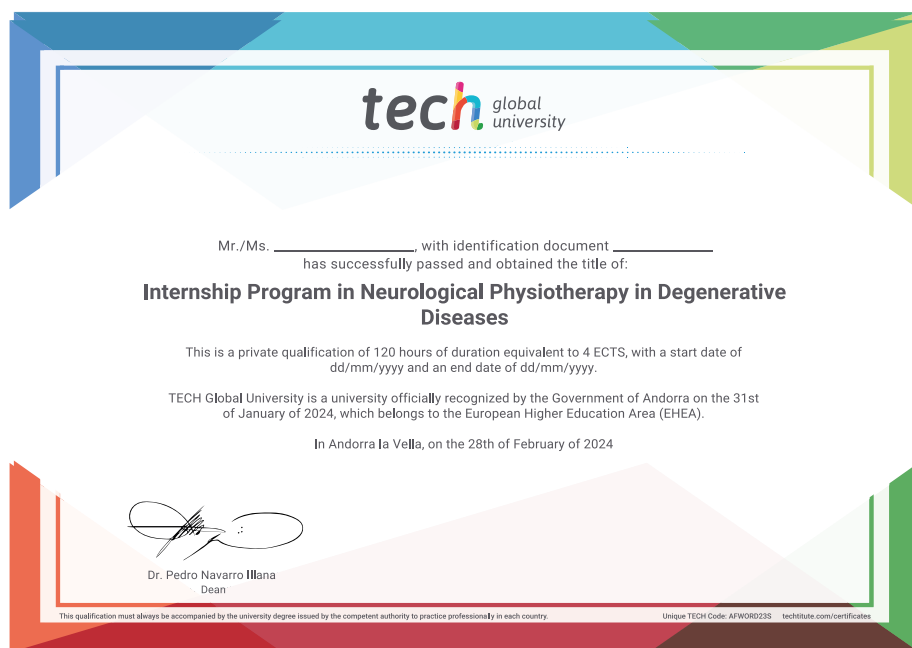 tech global university
Mr./Ms. ______________, with identification document __________
has successfully passed and obtained the title of:
Internship Program in Neurological Physiotherapy in Degenerative
Diseases
This is a private qualification of 120 hours of duration equivalent to 4 ECTS, with a start date of
dd/mm/yyyy and an end date of dd/mm/yyyy.
TECH Global University is a university officially recognized by the Government of Andorra on the 31st
of January of 2024, which belongs to the European Higher Education Area (EHEA).
In Andorra la Vella, on the 28th of February of 2024
Dr. Pedro Navarro Illana
Dean
This qualification must always be accompanied by the university degree issued by the competent authority to practice professionally in each country.
Unique TECH Code: AFWORD23S techtitute.com/certificates